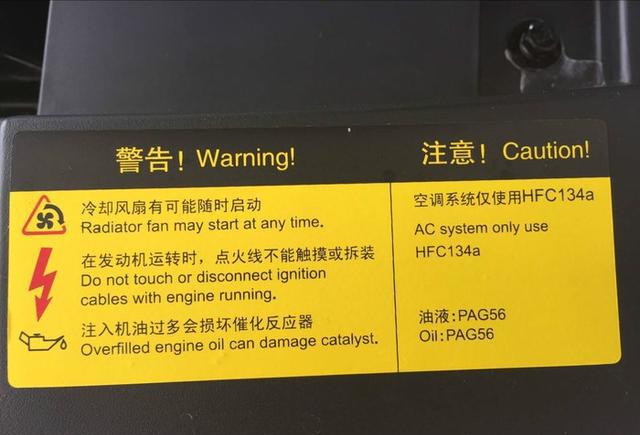 警告！ Warning!
冷却风扇有可能随时启动
Radiator fan may start at any time.
在发动机运转时，点火线不能触摸或拆装
Do not touch or disconnect ignition
cables with engine running.
注入机油过多会损坏催化反应器
Overfilled engine oil can damage catalyst.
注意！ Caution!
空调系统仅使用HFC134a
AC system only use
HFC134a
油液:PAG56
Oil:PAG56